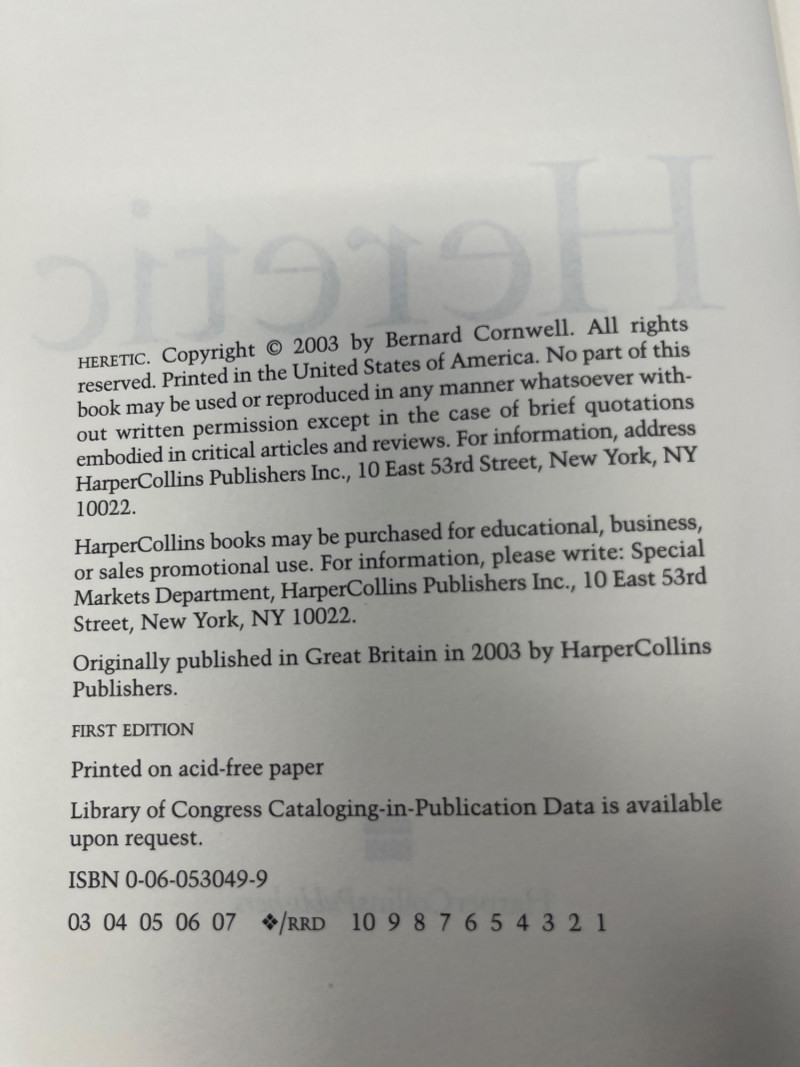 Heretic
HERETIC. Copyright © 2003 by Bernard Cornwell. All rights
reserved. Printed in the United States of America. No part of this
book may be used or reproduced in any manner whatsoever with-
out written permission except in the case of brief quotations
embodied in critical articles and reviews. For information, address
HarperCollins Publishers Inc., 10 East 53rd Street, New York, NY
10022.
HarperCollins books may be purchased for educational, business,
or sales promotional use. For information, please write: Special
Markets Department, HarperCollins Publishers Inc., 10 East 53rd
Street, New York, NY 10022.
Originally published in Great Britain in 2003 by HarperCollins
Publishers.
FIRST EDITION
Printed on acid-free paper
Library of Congress Cataloging-in-Publication Data is available
upon request.
ISBN 0-06-053049-9
HarperCollinsPublishers
03 04 05 06 07 ❖/RRD 10 9 8 7 6 5 4 3 2 1